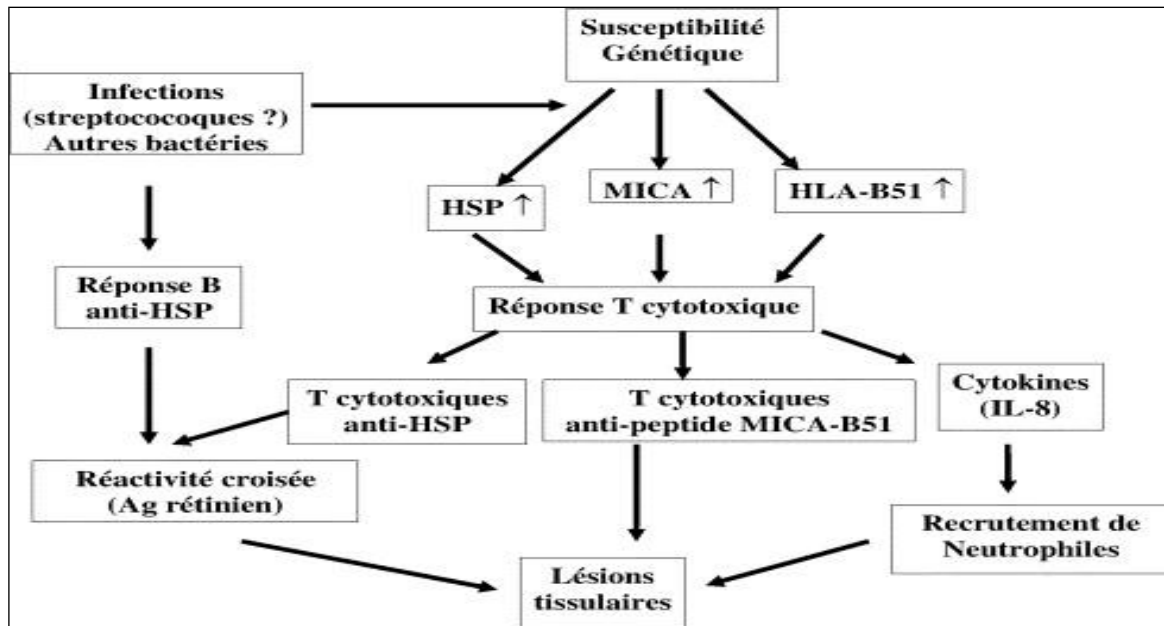 Susceptibilité
Génétique
Infections
(streptococoques ?)
Autres bactéries
HSP ↑
MICA ↑
HLA-B51 ↑
Réponse B
anti-HSP
Réponse T cytotoxique
T cytotoxiques
anti-HSP
T cytotoxiques
anti-peptide MICA-B51
Cytokines
(IL-8)
Réactivité croisée
(Ag rétinien)
Recrutement de
Neutrophiles
Lésions
tissulaires